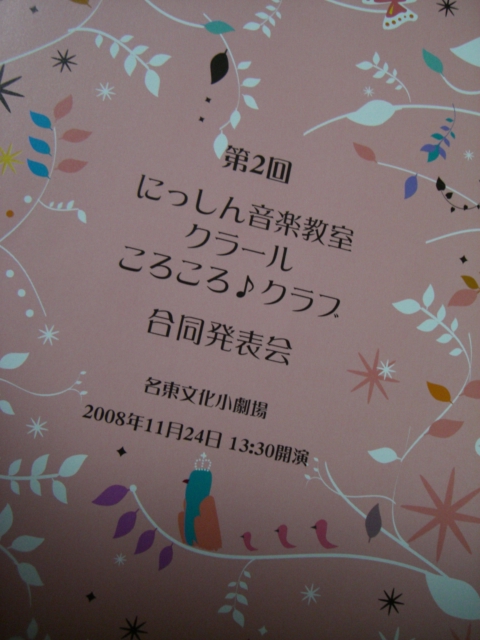 第2回
にっしん音楽教室
クラール
ころころ♪クラブ
合同発表会
名東文化小劇場
2008年11月24日 13:30開演